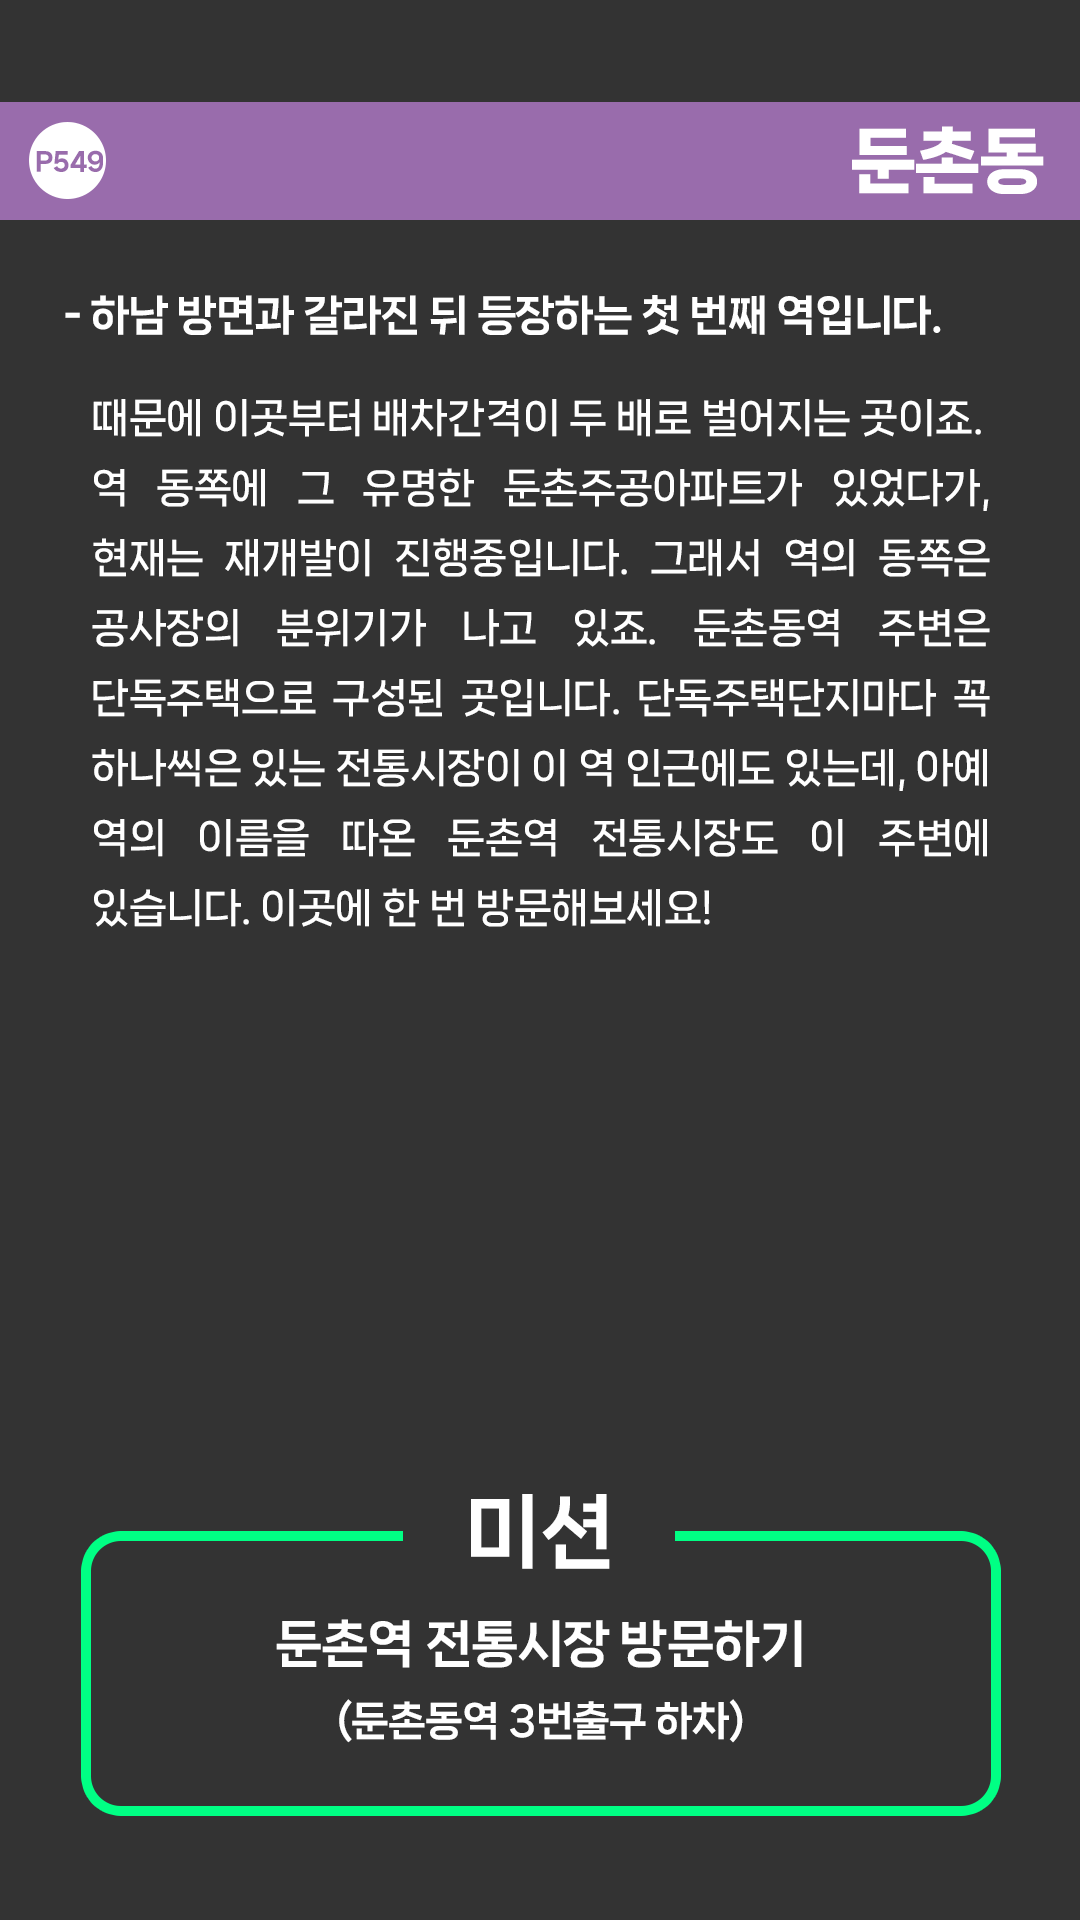 P549
둔촌동
- 하남 방면과 갈라진 뒤 등장하는 첫 번째 역입니다.
때문에 이곳부터 배차간격이 두 배로 벌어지는 곳이죠.
역 동쪽에 그 유명한 둔촌주공아파트가 있었다가,
현재는 재개발이 진행중입니다. 그래서 역의 동쪽은
공사장의 분위기가 나고 있죠. 둔촌동역 주변은
단독주택으로 구성된 곳입니다. 단독주택단지마다 꼭
하나씩은 있는 전통시장이 이 역 인근에도 있는데, 아예
역의 이름을 따온 둔촌역 전통시장도 이 주변에
있습니다. 이곳에 한 번 방문해보세요!
미션
둔촌역 전통시장 방문하기
(둔촌동역 3번출구 하차)